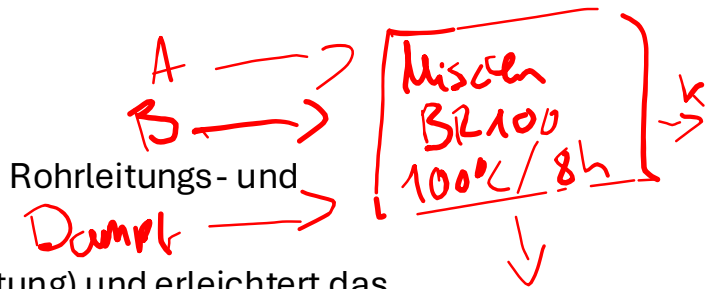 A
Mischen
B
BR100
K
Rohrleitungs- und
100°C/8h
Dampf
tung) und erleichtert das